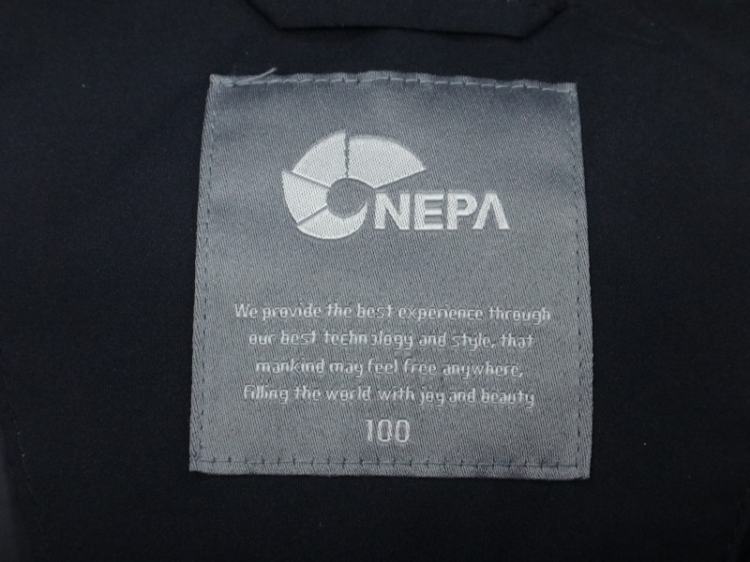 NEPA
We provide the best experience through
our best technology and style, that
mankind may feel free anywhere,
filling the world with joy and beauty
100